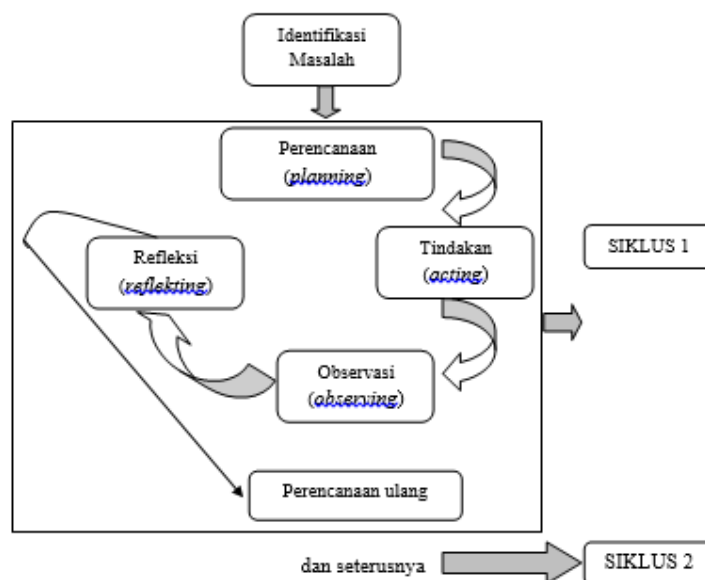 Identifikasi
Masalah
Perencanaan
(planning)
Refleksi
(reflekting)
Tindakan
(acting)
SIKLUS 1
Observasi
(observing)
Perencanaan ulang
dan seterusnya
SIKLUS 2